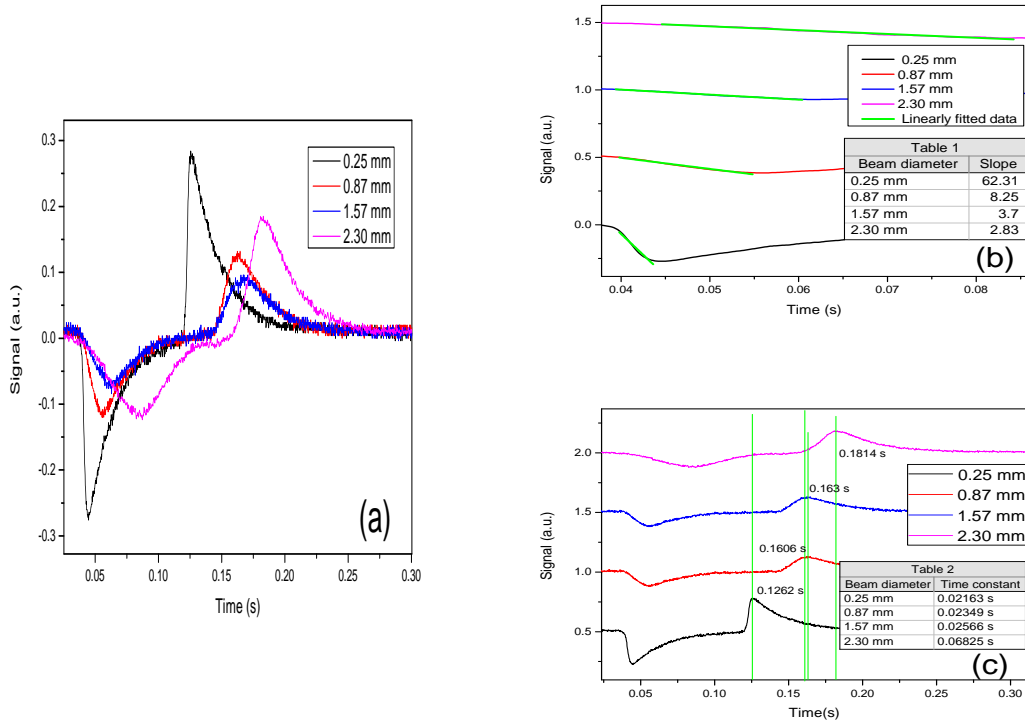 0.3
0.2
0.1
0.0
-0.1
-0.2
-0.3
Signal (a.u.)
0.25 mm
0.87 mm
1.57 mm
2.30 mm
(a)
0.05 0.10 0.15 0.20 0.25 0.30
Time (s)
1.5
1.0
0.5
0.0
Signal (a.u.)
0.25 mm
0.87 mm
1.57 mm
2.30 mm
Linearly fitted data
Table 1
Beam diameter Slope
0.25 mm 62.31
0.87 mm 8.25
1.57 mm 3.7
2.30 mm 2.83
(b)
0.04 0.05 0.06 0.07 0.08
Time (s)
2.0
1.5
1.0
0.5
Signal (a.u.)
0.1814 s
0.163 s
0.1606 s
0.1262 s
0.25 mm
0.87 mm
1.57 mm
2.30 mm
Table 2
Beam diameter Time constant
0.25 mm 0.02163 s
0.87 mm 0.02349 s
1.57 mm 0.02566 s
2.30 mm 0.06825 s
(c)
0.05 0.10 0.15 0.20 0.25 0.30
Time(s)